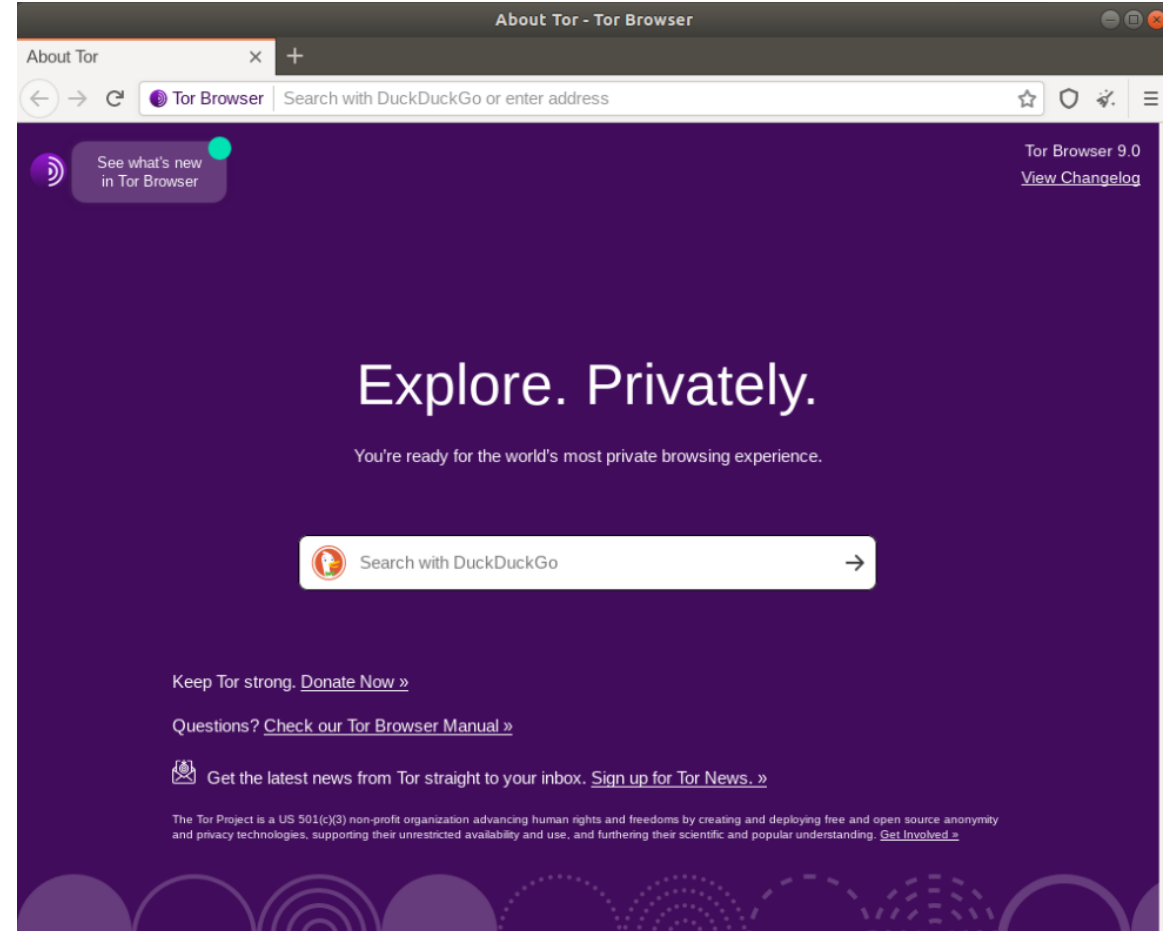 About Tor - Tor Browser
About Tor
Tor Browser
Search with DuckDuckGo or enter address
See what's new
in Tor Browser
Tor Browser 9.0
View Changelog
Explore. Privately.
You're ready for the world's most private browsing experience.
Search with DuckDuckGo
Keep Tor strong. Donate Now »
Questions? Check our Tor Browser Manual »
Get the latest news from Tor straight to your inbox. Sign up for Tor News. »
The Tor Project is a US 501(c)(3) non-profit organization advancing human rights and freedoms by creating and deploying free and open source anonymity
and privacy technologies, supporting their unrestricted availability and use, and furthering their scientific and popular understanding. Get Involved »